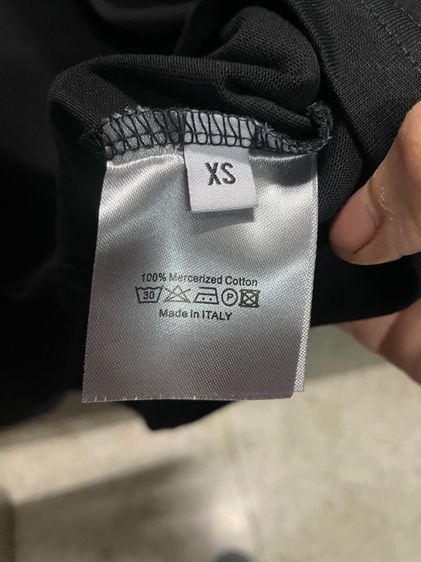 XS
100% Mercerized Cotton
30 P
Made in ITALY